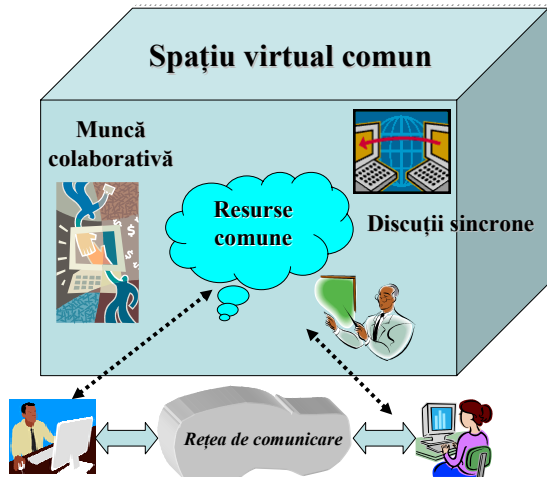 Spațiu virtual comun
Muncă
colaborativă
Resurse
comune
Discuții sincrone
Rețea de comunicare